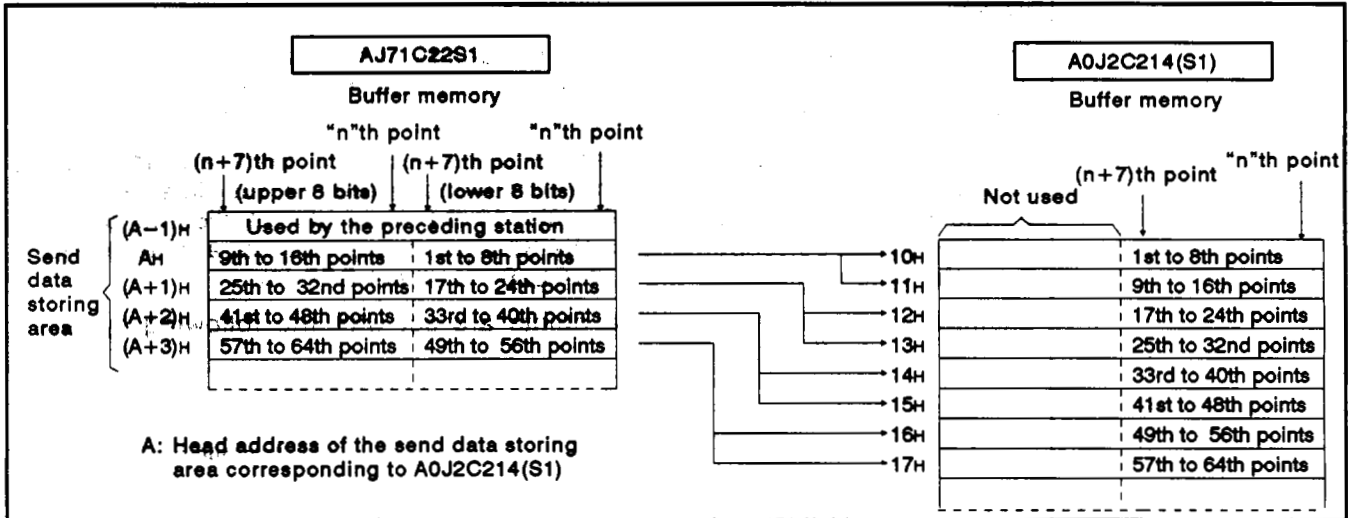 AJ71C22S1
Buffer memory
"n"th point "n"th point
(n+7)th point (n+7)th point
(upper 8 bits) (lower 8 bits)
(A−1)H Used by the preceding station
Send data storing area
AH 9th to 16th points 1st to 8th points
(A+1)H 25th to 32nd points 17th to 24th points
(A+2)H 41st to 48th points 33rd to 40th points
(A+3)H 57th to 64th points 49th to 56th points
A: Head address of the send data storing
area corresponding to A0J2C214(S1)
A0J2C214(S1)
Buffer memory
"n"th point
(n+7)th point
Not used
10H 1st to 8th points
11H 9th to 16th points
12H 17th to 24th points
13H 25th to 32nd points
14H 33rd to 40th points
15H 41st to 48th points
16H 49th to 56th points
17H 57th to 64th points